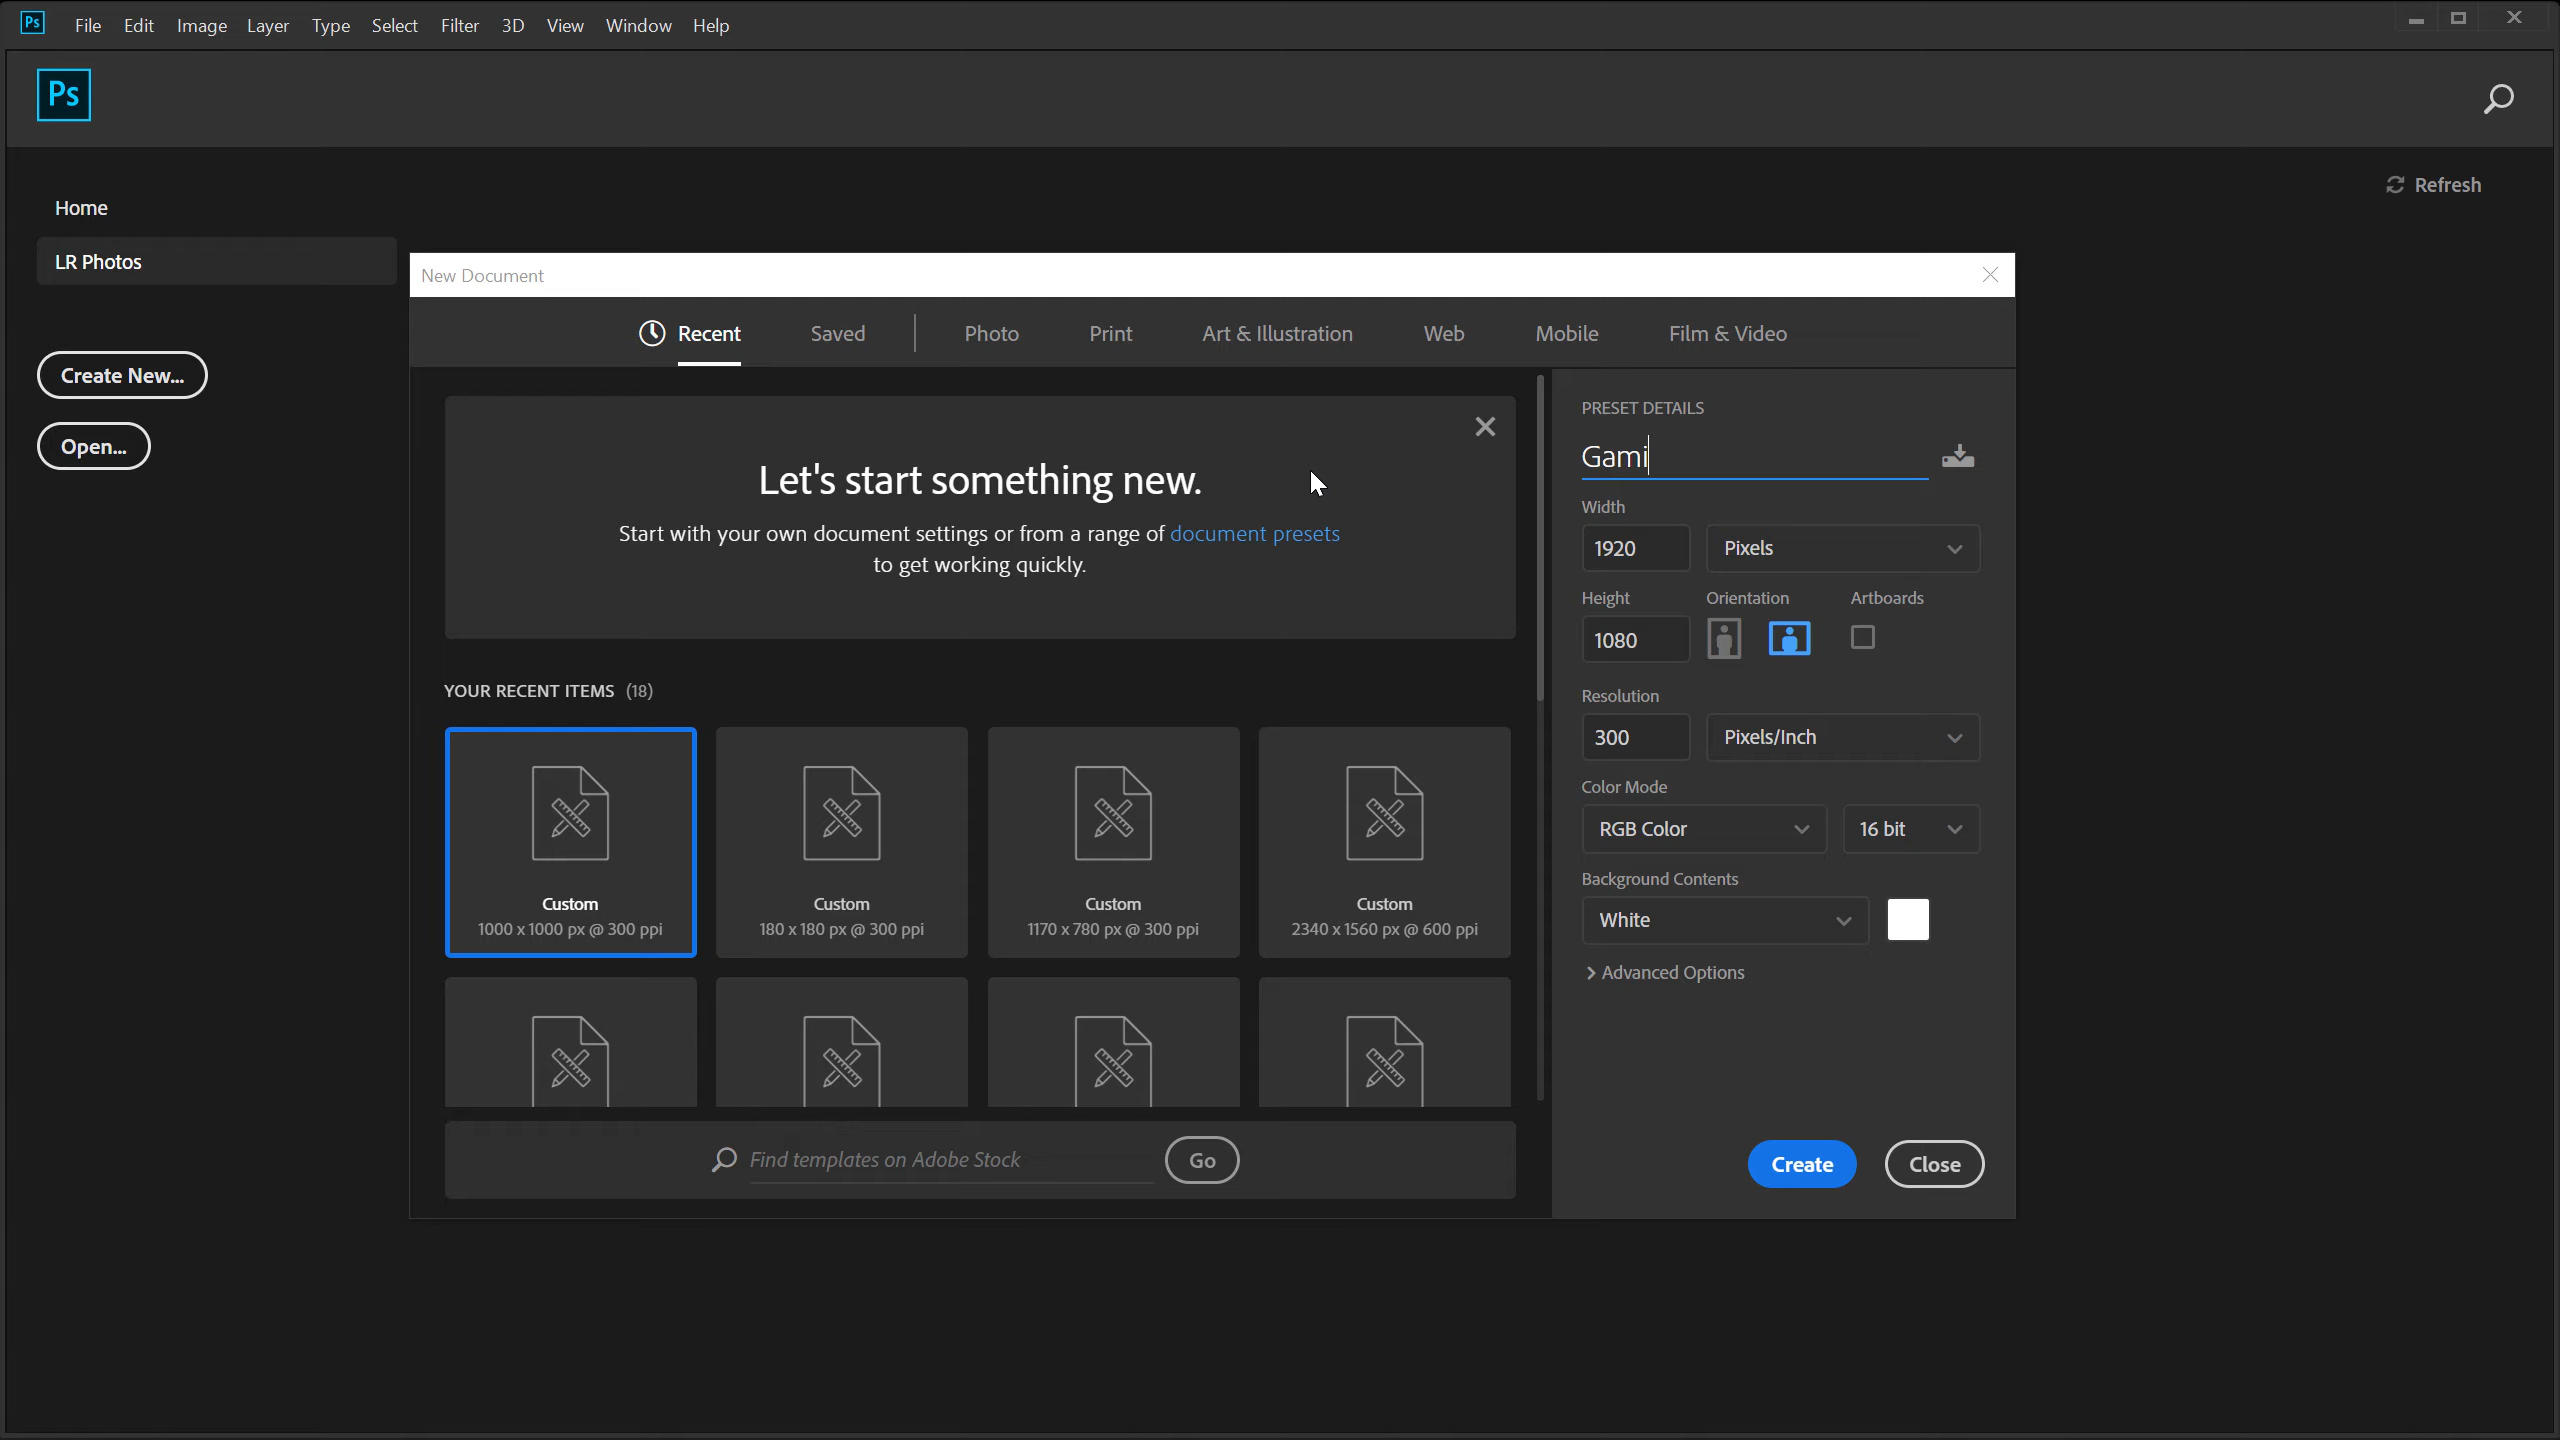 Ps File Edit Image Layer Type Select Filter 3D View Window Help
Ps
Refresh
Home
LR Photos
Create New...
Open...
New Document
Recent Saved Photo Print Art & Illustration Web Mobile Film & Video
Let's start something new.
Start with your own document settings or from a range of document presets
to get working quickly.
YOUR RECENT ITEMS (18)
Custom
1000 x 1000 px @ 300 ppi
Custom
180 x 180 px @ 300 ppi
Custom
1170 x 780 px @ 300 ppi
Custom
2340 x 1560 px @ 600 ppi
Find templates on Adobe Stock Go
PRESET DETAILS
Gami
Width
1920 Pixels
Height Orientation Artboards
1080
Resolution
300 Pixels/Inch
Color Mode
RGB Color 16 bit
Background Contents
White
Advanced Options
Create Close